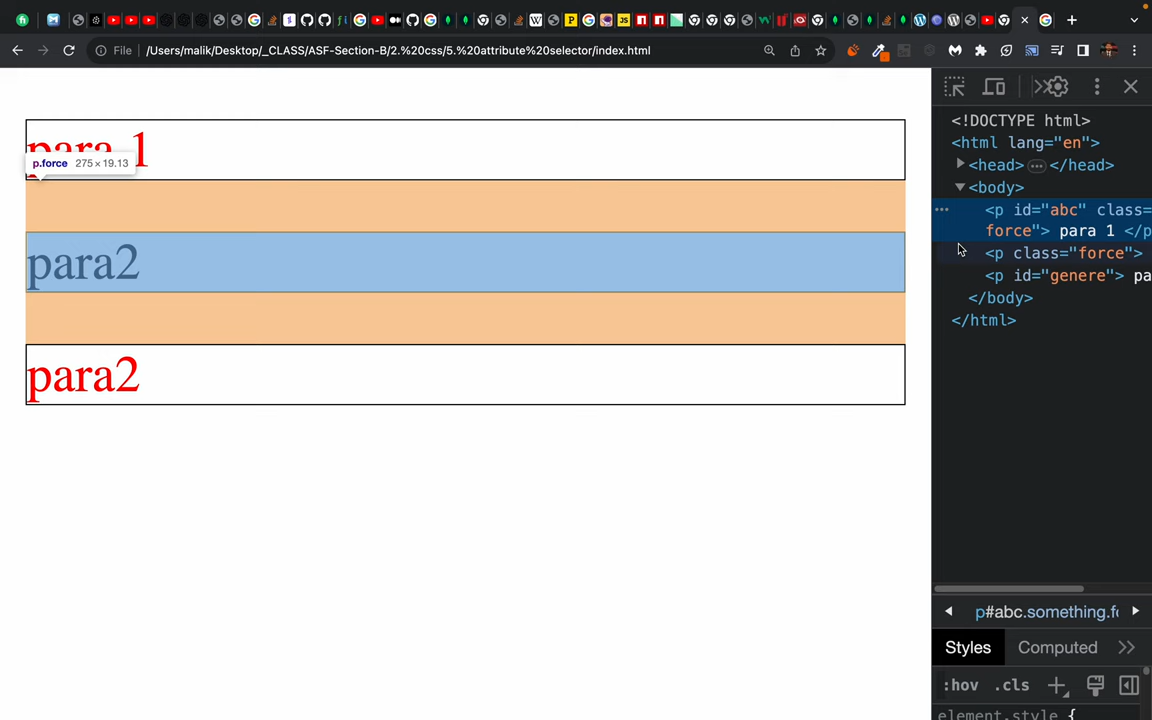 File /Users/malik/Desktop/_CLASS/ASF-Section-B/2.%20css/5.%20attribute%20selector/index.html
para 1
p.force 275 × 19.13
para2
para2
<!DOCTYPE html>
<html lang="en">
<head> </head>
<body>
<p id="abc" class=
force"> para 1 </p
<p class="force">
<p id="genere"> pa
</body>
</html>
p#abc.something.fo
Styles Computed
:hov .cls
element.style {